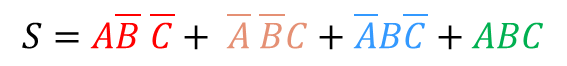 S = AB̅ C̅ + A̅ B̅C + A̅BC̅ + ABC